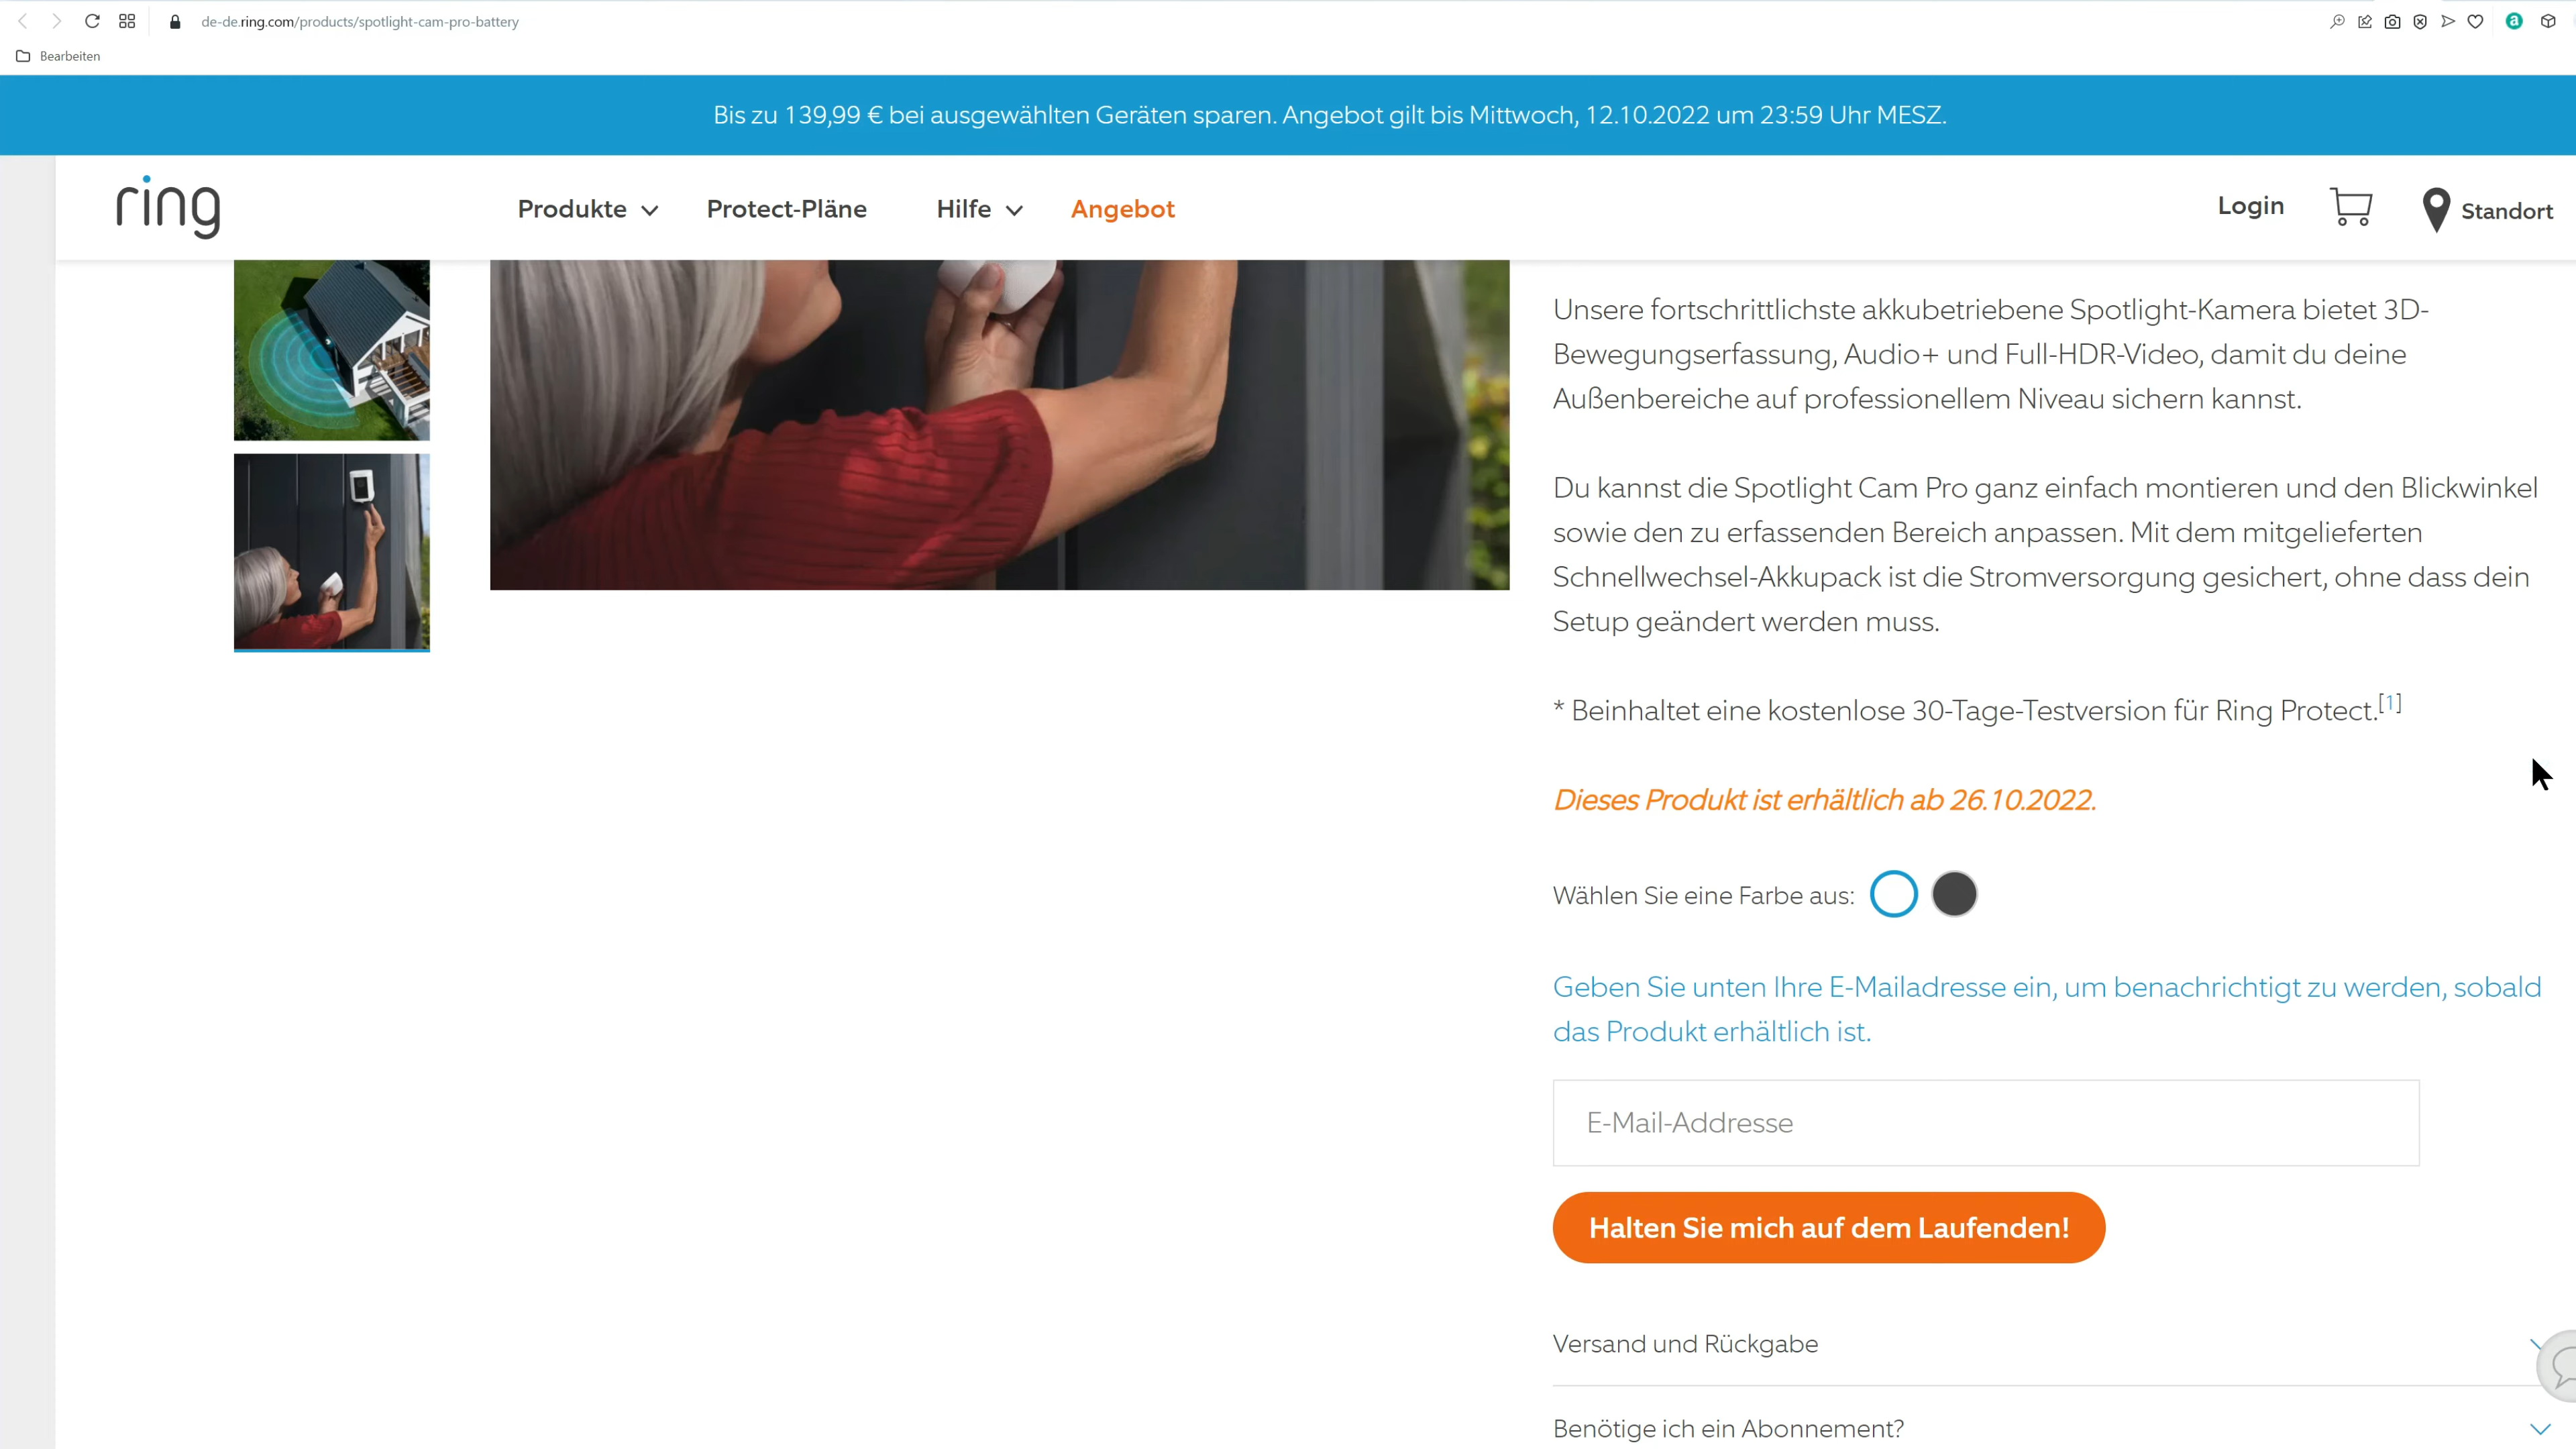 de-de.ring.com/products/spotlight-cam-pro-battery
a
Bearbeiten
Bis zu 139,99 € bei ausgewählten Geräten sparen. Angebot gilt bis Mittwoch, 12.10.2022 um 23:59 Uhr MESZ.
ring
Produkte
Protect-Pläne
Hilfe
Angebot
Login
Standort
Unsere fortschrittlichste akkubetriebene Spotlight-Kamera bietet 3D-
Bewegungserfassung, Audio+ und Full-HDR-Video, damit du deine
Außenbereiche auf professionellem Niveau sichern kannst.
Du kannst die Spotlight Cam Pro ganz einfach montieren und den Blickwinkel
sowie den zu erfassenden Bereich anpassen. Mit dem mitgelieferten
Schnellwechsel-Akkupack ist die Stromversorgung gesichert, ohne dass dein
Setup geändert werden muss.
* Beinhaltet eine kostenlose 30-Tage-Testversion für Ring Protect.[1]
Dieses Produkt ist erhältlich ab 26.10.2022.
Wählen Sie eine Farbe aus:
Geben Sie unten Ihre E-Mailadresse ein, um benachrichtigt zu werden, sobald
das Produkt erhältlich ist.
E-Mail-Addresse
Halten Sie mich auf dem Laufenden!
Versand und Rückgabe
Benötige ich ein Abonnement?